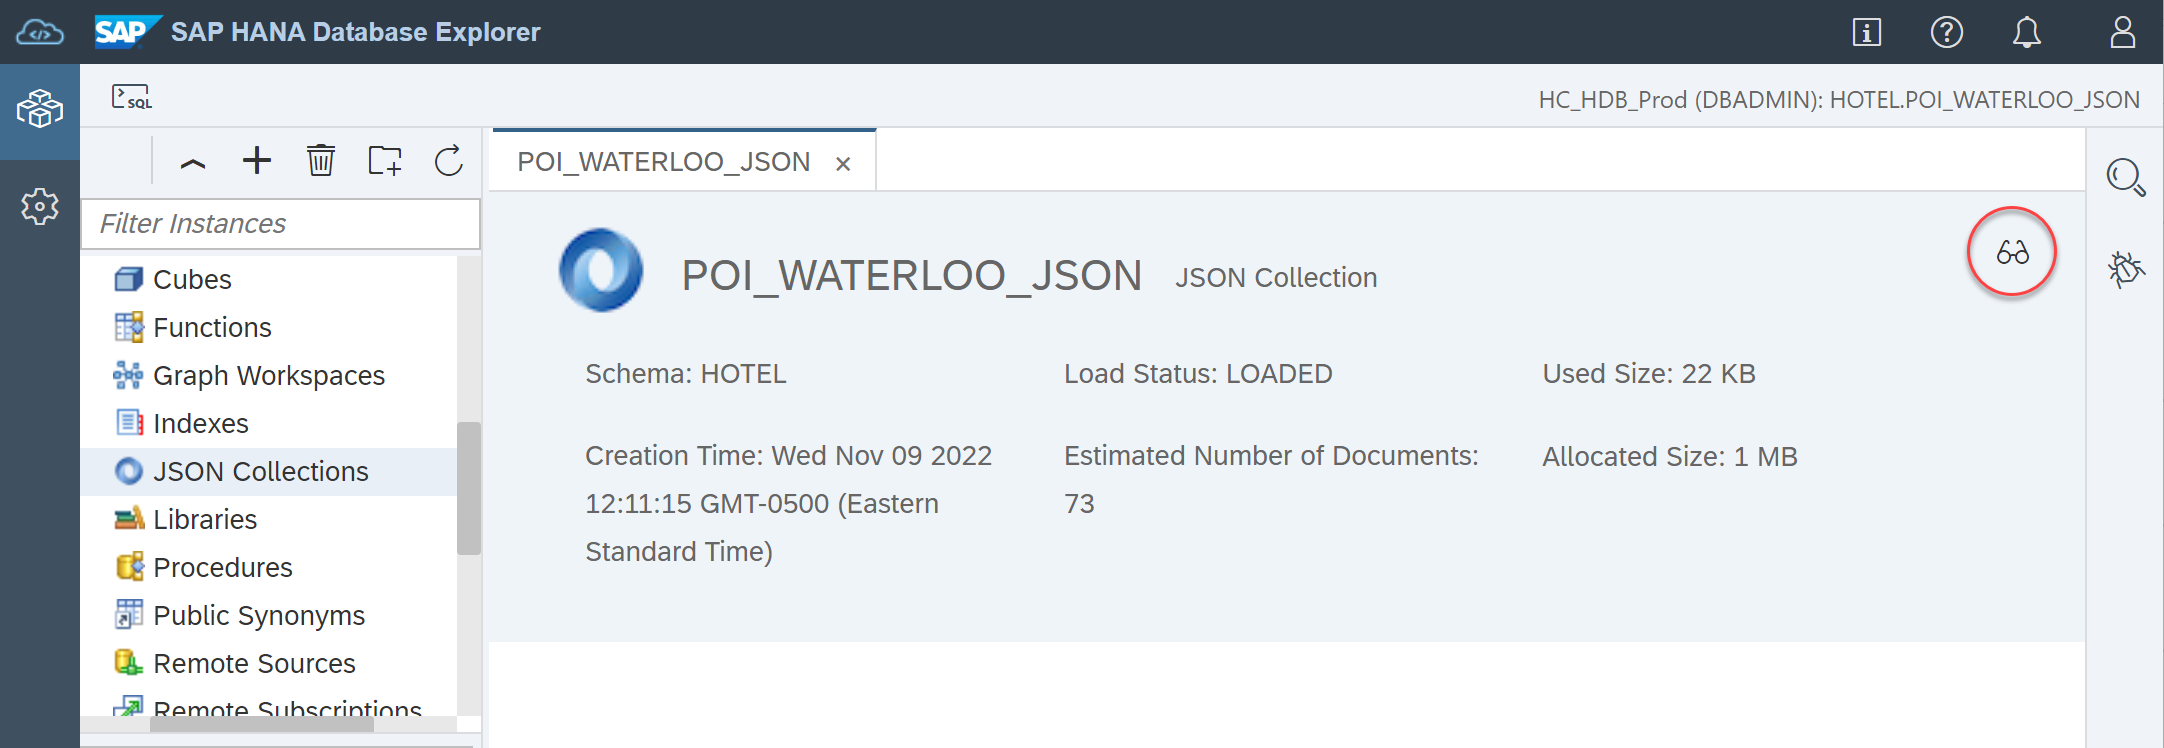 SAP SAP HANA Database Explorer
SQL
HC_HDB_Prod (DBADMIN): HOTEL.POI_WATERLOO_JSON
POI_WATERLOO_JSON
Filter Instances
Cubes
Functions
Graph Workspaces
Indexes
JSON Collections
Libraries
Procedures
Public Synonyms
Remote Sources
Remote Subscriptions
POI_WATERLOO_JSON JSON Collection
Schema: HOTEL
Load Status: LOADED
Used Size: 22 KB
Creation Time: Wed Nov 09 2022
12:11:15 GMT-0500 (Eastern
Standard Time)
Estimated Number of Documents:
73
Allocated Size: 1 MB